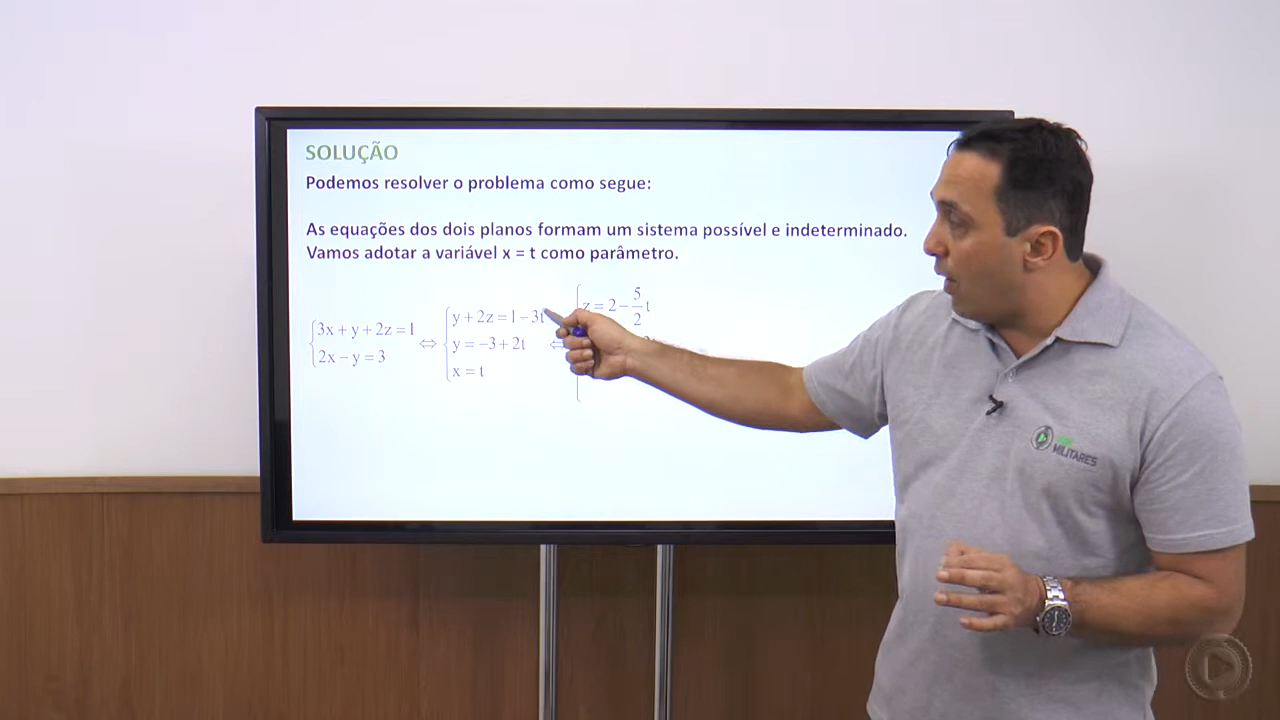 SOLUÇÃO
Podemos resolver o problema como segue:
As equações dos dois planos formam um sistema possível e indeterminado.
Vamos adotar a variável x = t como parâmetro.
3x + y + 2z = 1
2x − y = 3
⇔
y + 2z = 1 − 3t
y = −3 + 2t
x = t
⇔
z = 2 − 5/2 t
MILITARES